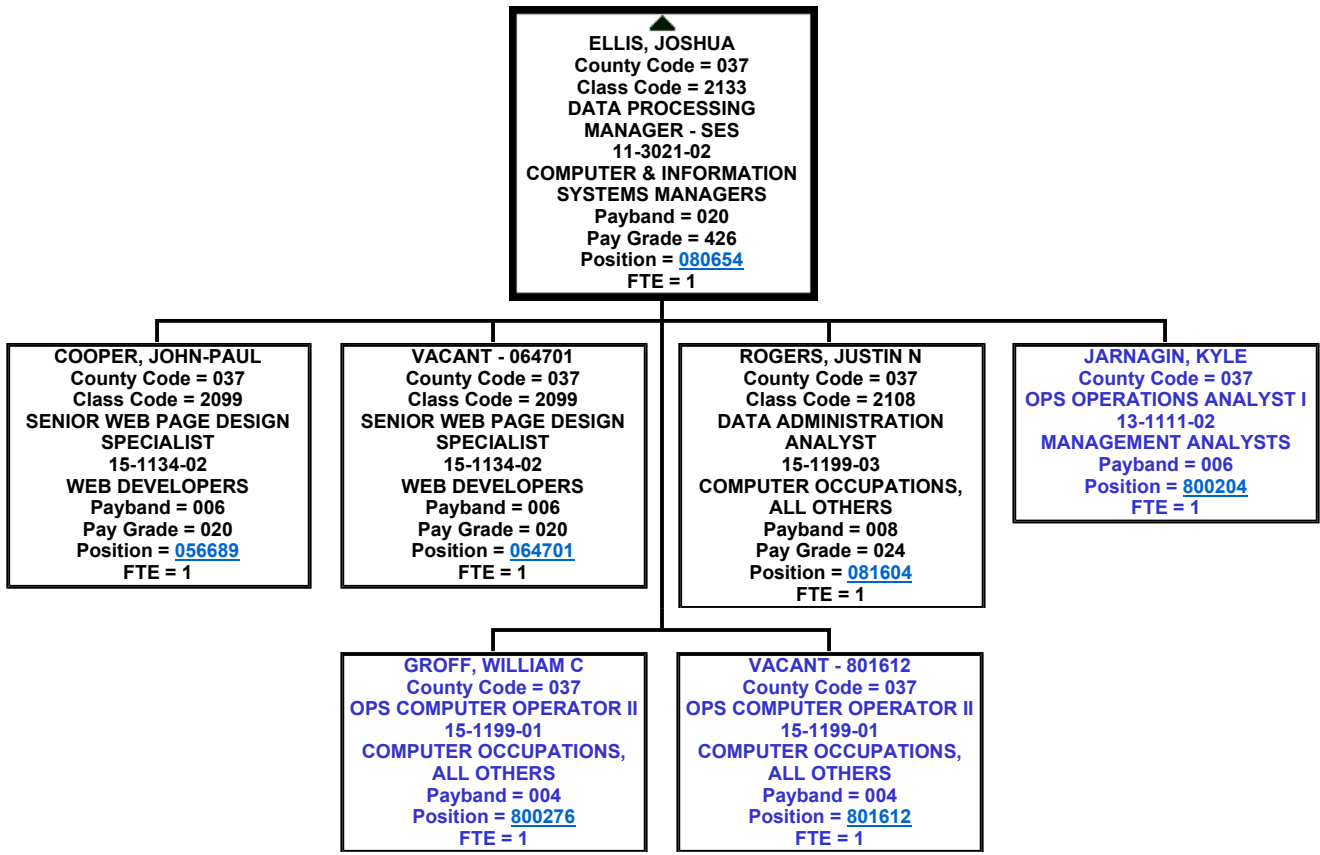 ELLIS, JOSHUA
County Code = 037
Class Code = 2133
DATA PROCESSING
MANAGER - SES
11-3021-02
COMPUTER & INFORMATION
SYSTEMS MANAGERS
Payband = 020
Pay Grade = 426
Position = 080654
FTE = 1
COOPER, JOHN-PAUL
County Code = 037
Class Code = 2099
SENIOR WEB PAGE DESIGN
SPECIALIST
15-1134-02
WEB DEVELOPERS
Payband = 006
Pay Grade = 020
Position = 056689
FTE = 1
VACANT - 064701
County Code = 037
Class Code = 2099
SENIOR WEB PAGE DESIGN
SPECIALIST
15-1134-02
WEB DEVELOPERS
Payband = 006
Pay Grade = 020
Position = 064701
FTE = 1
ROGERS, JUSTIN N
County Code = 037
Class Code = 2108
DATA ADMINISTRATION
ANALYST
15-1199-03
COMPUTER OCCUPATIONS,
ALL OTHERS
Payband = 008
Pay Grade = 024
Position = 081604
FTE = 1
JARNAGIN, KYLE
County Code = 037
OPS OPERATIONS ANALYST I
13-1111-02
MANAGEMENT ANALYSTS
Payband = 006
Position = 800204
FTE = 1
GROFF, WILLIAM C
County Code = 037
OPS COMPUTER OPERATOR II
15-1199-01
COMPUTER OCCUPATIONS,
ALL OTHERS
Payband = 004
Position = 800276
FTE = 1
VACANT - 801612
County Code = 037
OPS COMPUTER OPERATOR II
15-1199-01
COMPUTER OCCUPATIONS,
ALL OTHERS
Payband = 004
Position = 801612
FTE = 1